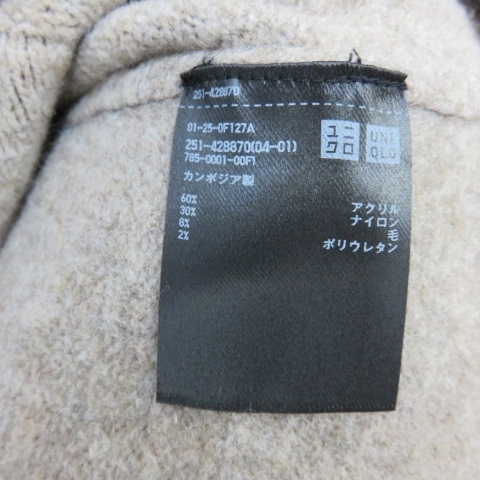 251-428870
01-25-0F127A
251-428870(04-01)
785-0001-00F1
カンボジア製
ユニ
クロ
UNI
QLO
60% アクリル
30% ナイロン
8% 毛
2% ポリウレタン